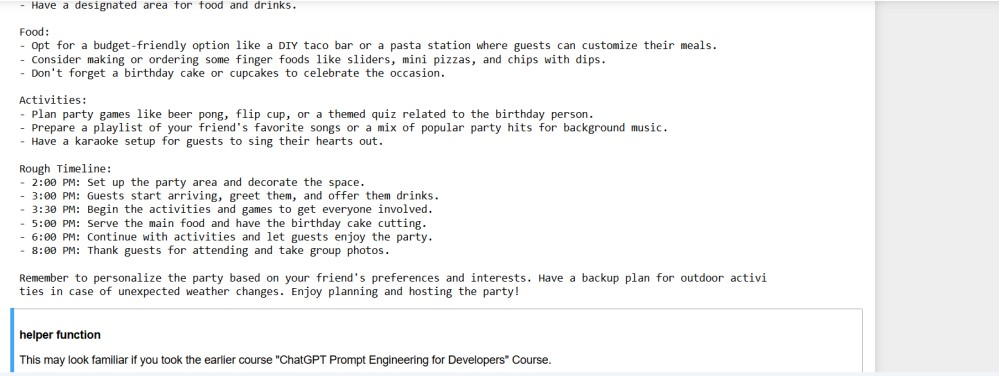 - Have a designated area for food and drinks.
Food:
- Opt for a budget-friendly option like a DIY taco bar or a pasta station where guests can customize their meals.
- Consider making or ordering some finger foods like sliders, mini pizzas, and chips with dips.
- Don't forget a birthday cake or cupcakes to celebrate the occasion.
Activities:
- Plan party games like beer pong, flip cup, or a themed quiz related to the birthday person.
- Prepare a playlist of your friend's favorite songs or a mix of popular party hits for background music.
- Have a karaoke setup for guests to sing their hearts out.
Rough Timeline:
- 2:00 PM: Set up the party area and decorate the space.
- 3:00 PM: Guests start arriving, greet them, and offer them drinks.
- 3:30 PM: Begin the activities and games to get everyone involved.
- 5:00 PM: Serve the main food and have the birthday cake cutting.
- 6:00 PM: Continue with activities and let guests enjoy the party.
- 8:00 PM: Thank guests for attending and take group photos.
Remember to personalize the party based on your friend's preferences and interests. Have a backup plan for outdoor activi
ties in case of unexpected weather changes. Enjoy planning and hosting the party!
helper function
This may look familiar if you took the earlier course "ChatGPT Prompt Engineering for Developers" Course.